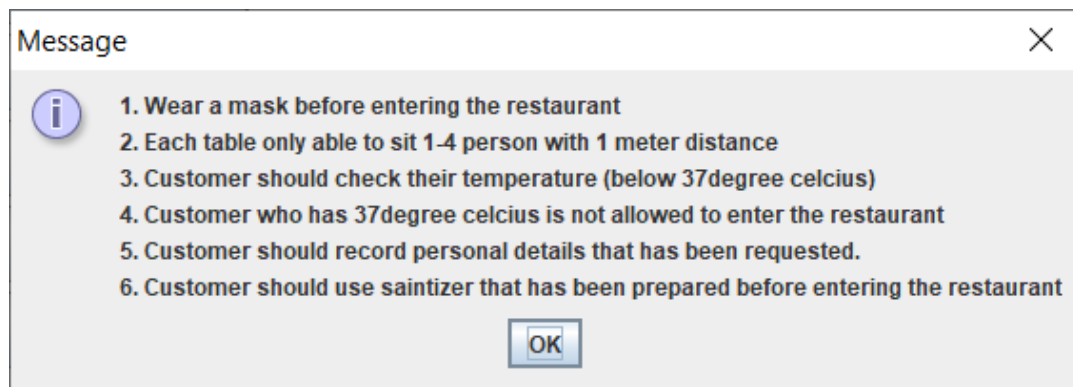 Message
1. Wear a mask before entering the restaurant
2. Each table only able to sit 1-4 person with 1 meter distance
3. Customer should check their temperature (below 37degree celcius)
4. Customer who has 37degree celcius is not allowed to enter the restaurant
5. Customer should record personal details that has been requested.
6. Customer should use saintizer that has been prepared before entering the restaurant
OK